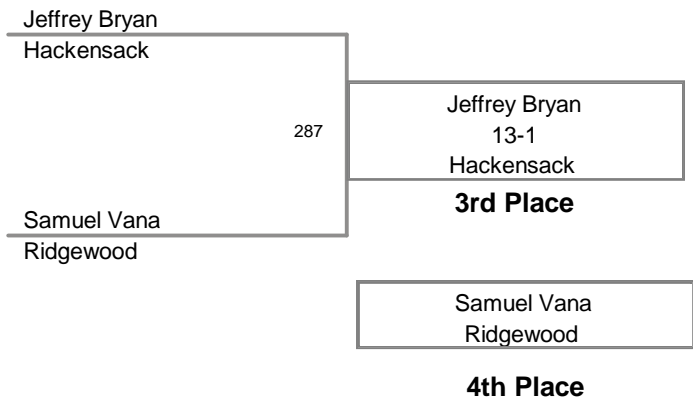 Jeffrey Bryan
Hackensack
287
Jeffrey Bryan
13-1
Hackensack
3rd Place
Samuel Vana
Ridgewood
Samuel Vana
Ridgewood
4th Place